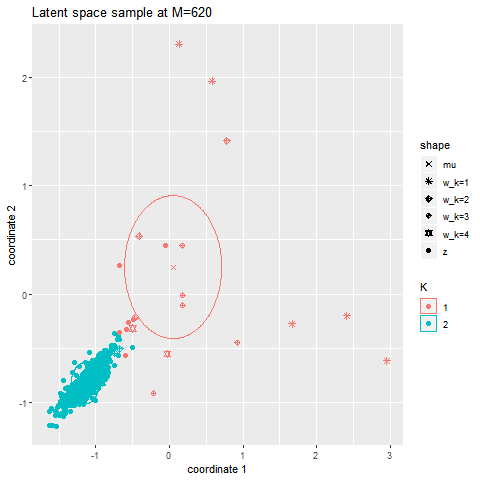 Latent space sample at M=620
coordinate 2
2
1
0
-1
-1
0
1
2
3
coordinate 1
shape
mu
w_k=1
w_k=2
w_k=3
w_k=4
z
K
1
2